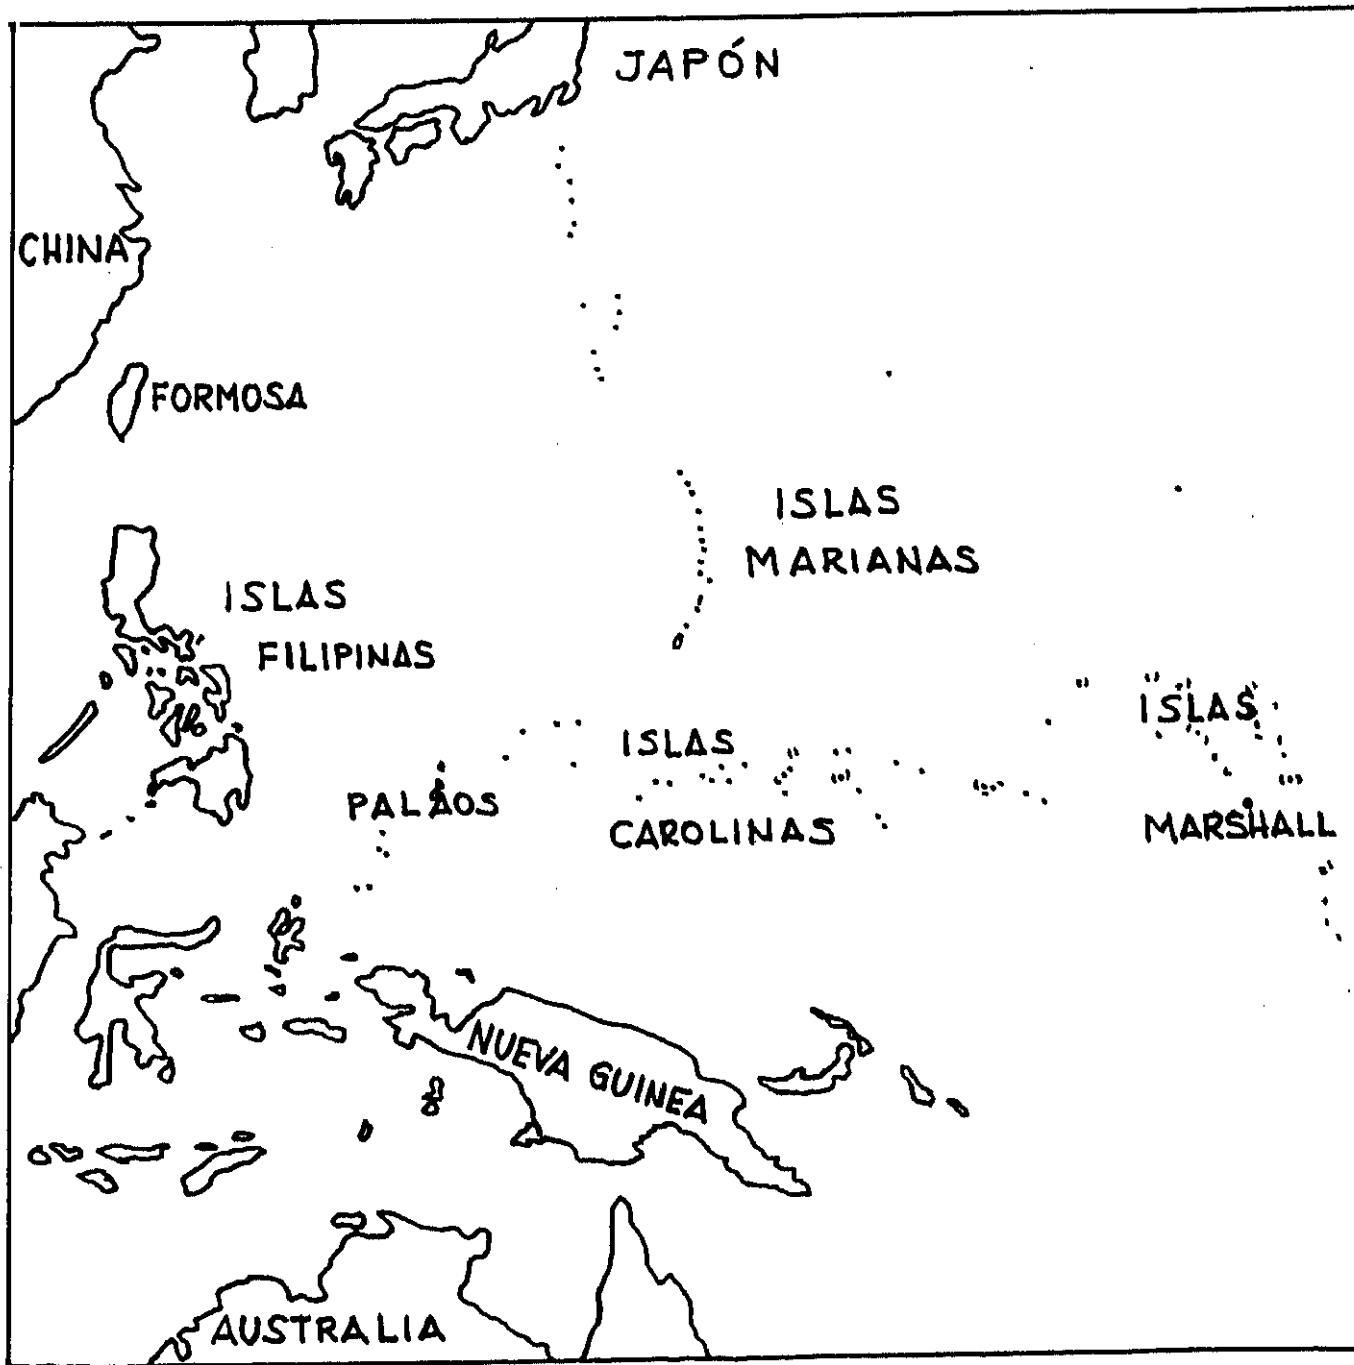 JAPÓN
CHINA
FORMOSA
ISLAS
MARIANAS
ISLAS
FILIPINAS
ISLAS
CAROLINAS
PALAOS
ISLAS
MARSHALL
NUEVA GUINEA
AUSTRALIA